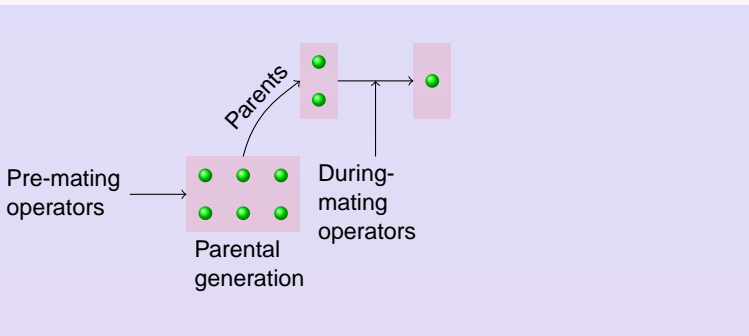 Parents
Pre-mating
operators
During-
mating
operators
Parental
generation